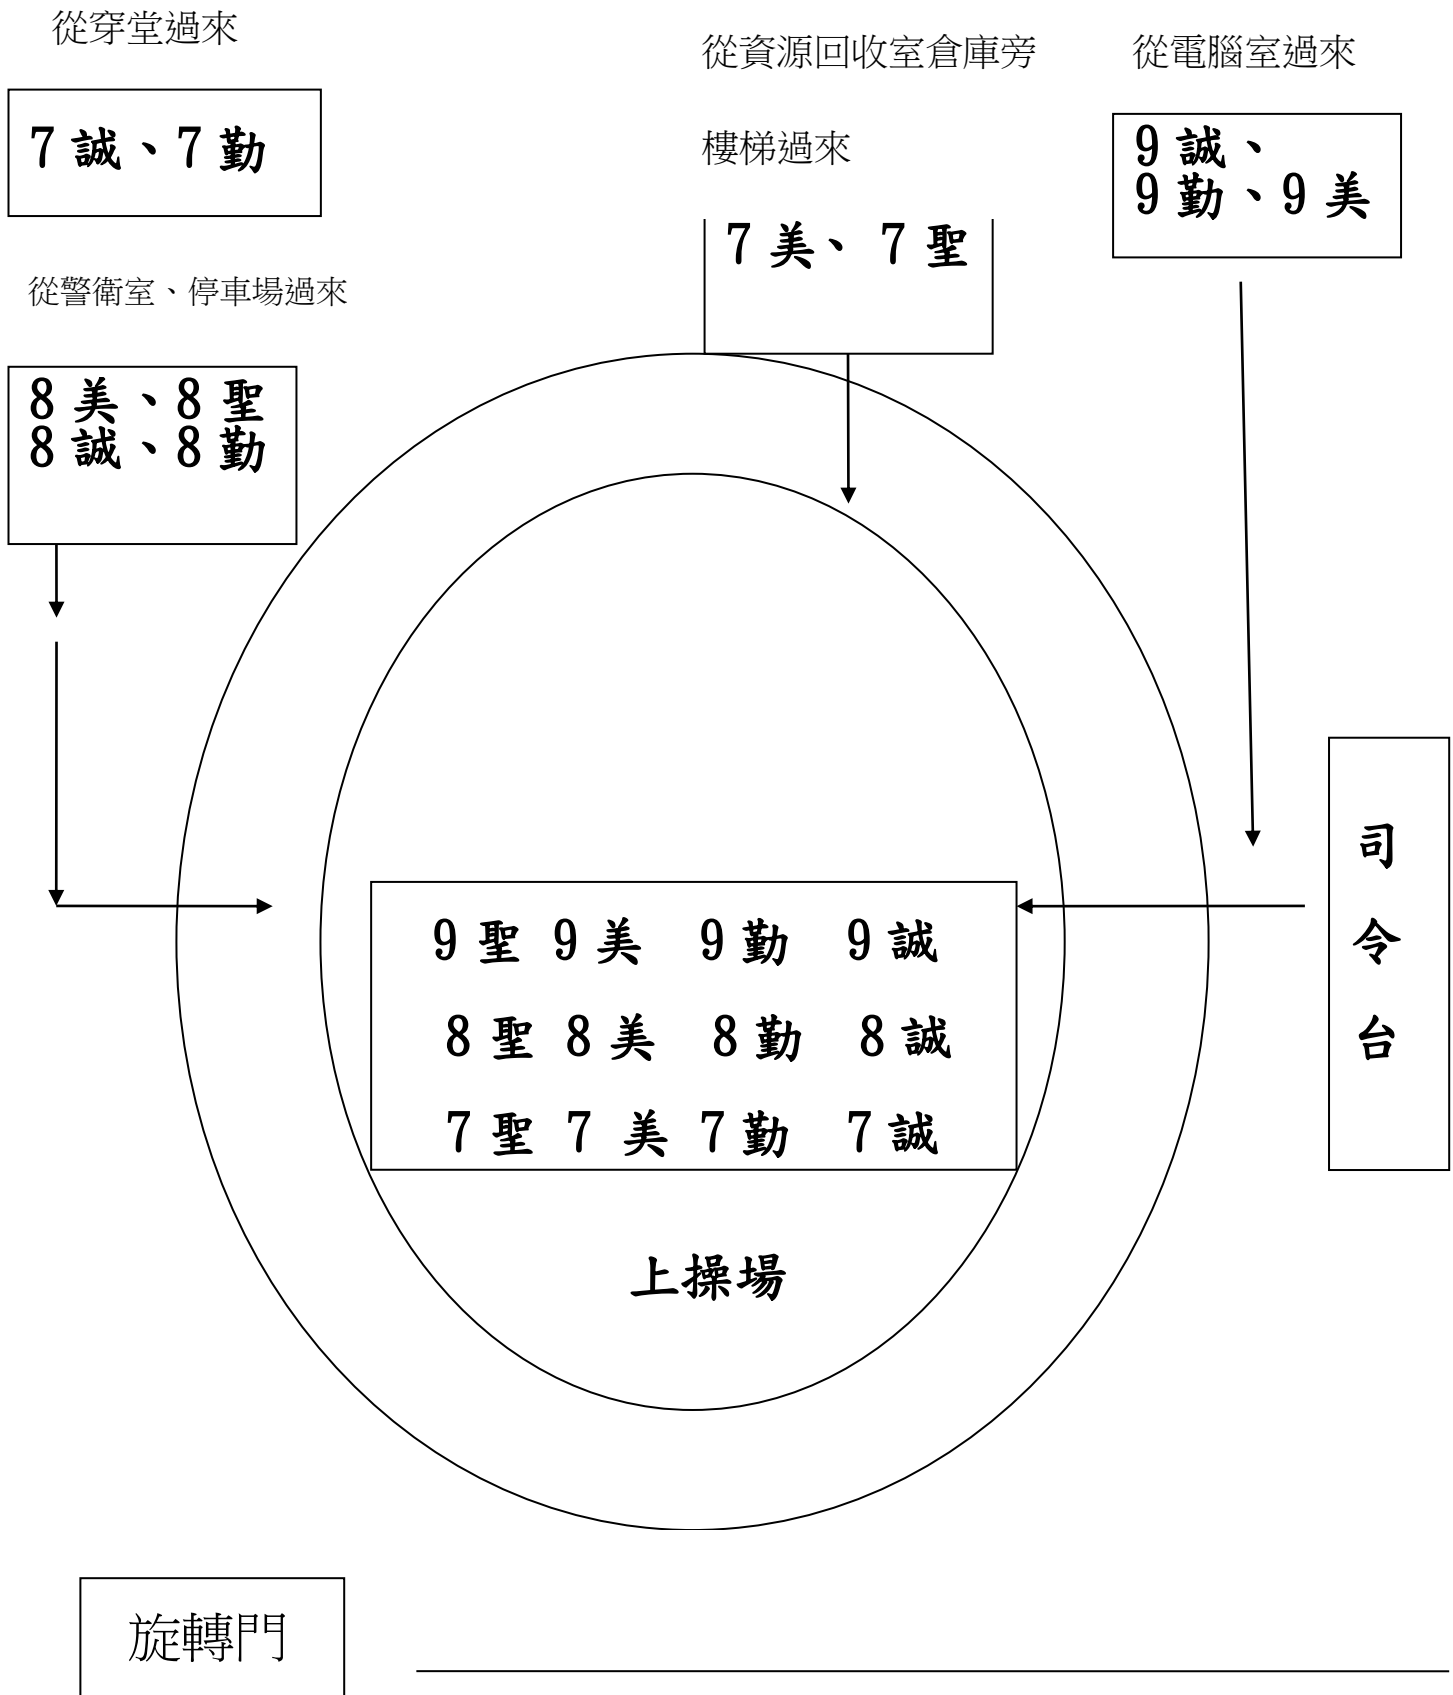 從穿堂過來
7誠、7勤
從警衛室、停車場過來
8美、8聖
8誠、8勤
從資源回收室倉庫旁
樓梯過來
7美、7聖
從電腦室過來
9誠、
9勤、9美
司
令
台
9聖 9美 9勤 9誠
8聖 8美 8勤 8誠
7聖 7美 7勤 7誠
上操場
旋轉門